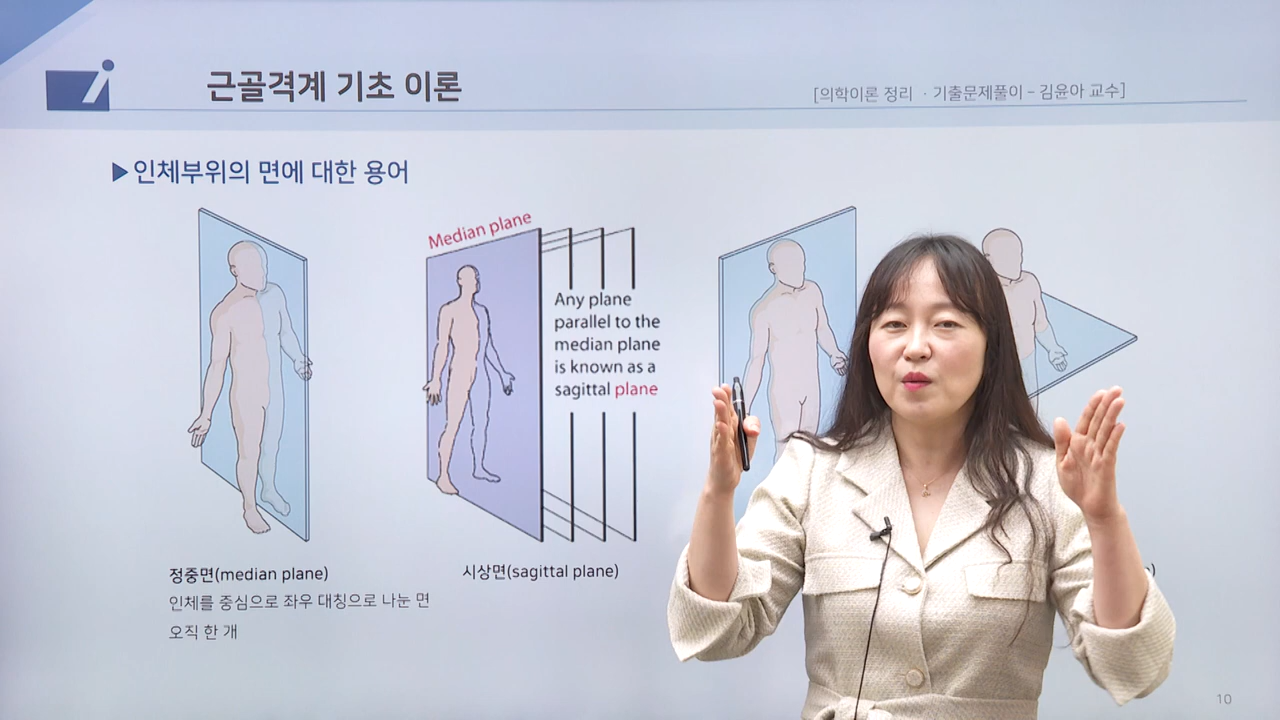 근골격계 기초 이론
[의학이론 정리 · 기출문제풀이 - 김윤아 교수]
▶인체부위의 면에 대한 용어
Median plane
Any plane
parallel to the
median plane
is known as a
sagittal plane
정중면(median plane)
인체를 중심으로 좌우 대칭으로 나눈 면
오직 한 개
시상면(sagittal plane)
10